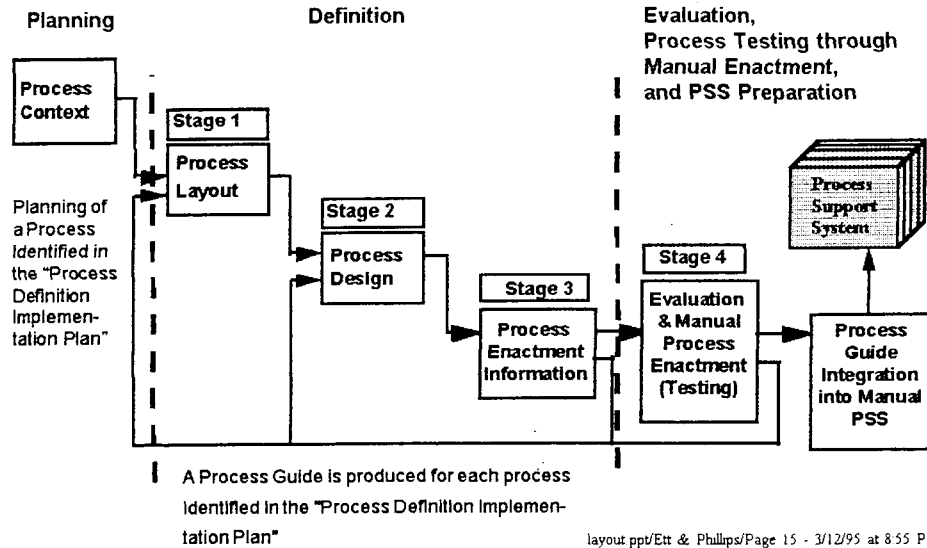 Planning
Definition
Evaluation,
Process Testing through
Manual Enactment,
and PSS Preparation
Process
Context
Stage 1
Process
Layout
Planning of
a Process
Identified in
the “Process
Definition
Implemen-
tation Plan”
Stage 2
Process
Design
Stage 3
Process
Enactment
Information
Stage 4
Evaluation
& Manual
Process
Enactment
(Testing)
Process
Support
System
Process
Guide
Integration
into Manual
PSS
A Process Guide is produced for each process
Identified in the "Process Definition Implemen-
tation Plan"
layout.ppt/Ett & Phillips/Page 15 - 3/12/95 at 8:55 P